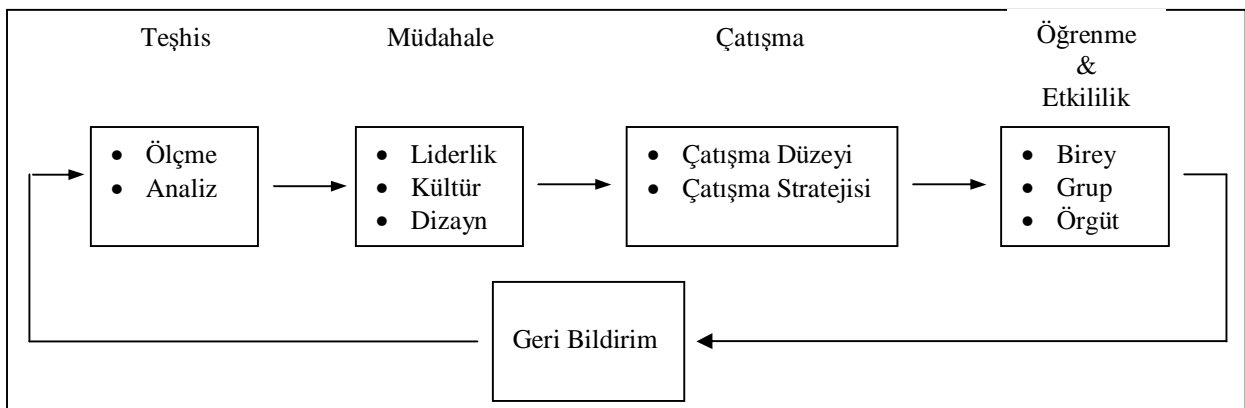 Teşhis
Müdahale
Çatışma
Öğrenme
&
Etkililik
• Ölçme
• Analiz
• Liderlik
• Kültür
• Dizayn
• Çatışma Düzeyi
• Çatışma Stratejisi
• Birey
• Grup
• Örgüt
Geri Bildirim